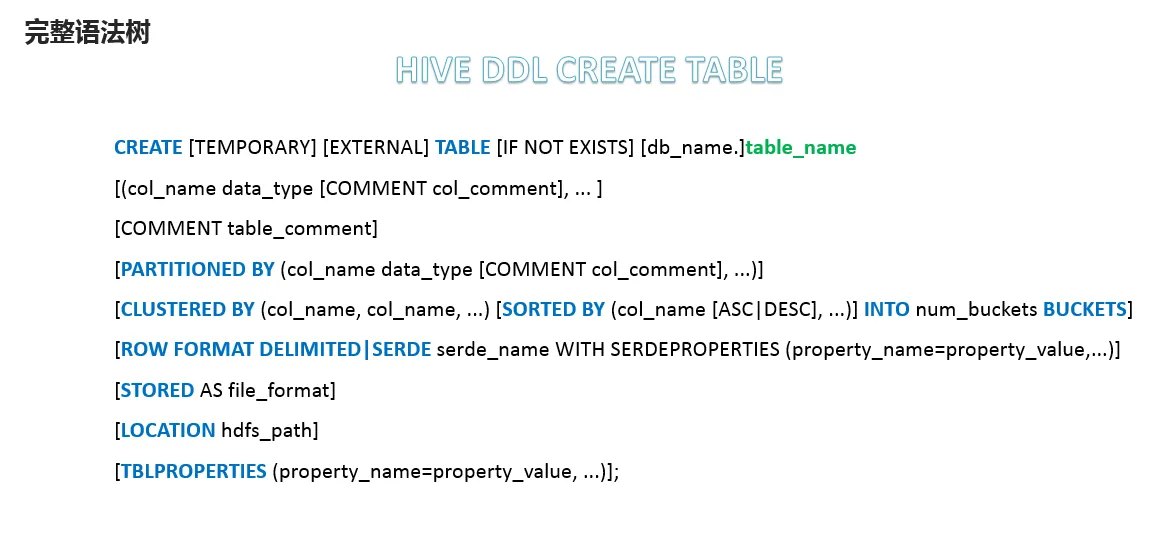 完整语法树
HIVE DDL CREATE TABLE
CREATE [TEMPORARY] [EXTERNAL] TABLE [IF NOT EXISTS] [db_name.]table_name
[(col_name data_type [COMMENT col_comment], ... ]
[COMMENT table_comment]
[PARTITIONED BY (col_name data_type [COMMENT col_comment], ...)]
[CLUSTERED BY (col_name, col_name, ...) [SORTED BY (col_name [ASC|DESC], ...)] INTO num_buckets BUCKETS]
[ROW FORMAT DELIMITED|SERDE serde_name WITH SERDEPROPERTIES (property_name=property_value,...)]
[STORED AS file_format]
[LOCATION hdfs_path]
[TBLPROPERTIES (property_name=property_value, ...)];